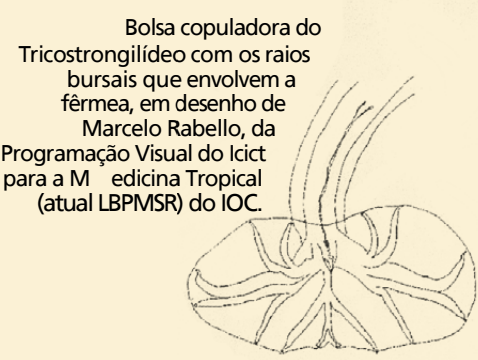 Bolsa copuladora do
Tricostrongilídeo com os raios
bursais que envolvem a
fêrmea, em desenho de
Marcelo Rabello, da
Programação Visual do Icict
para a M edicina Tropical
(atual LBPMSR) do IOC.